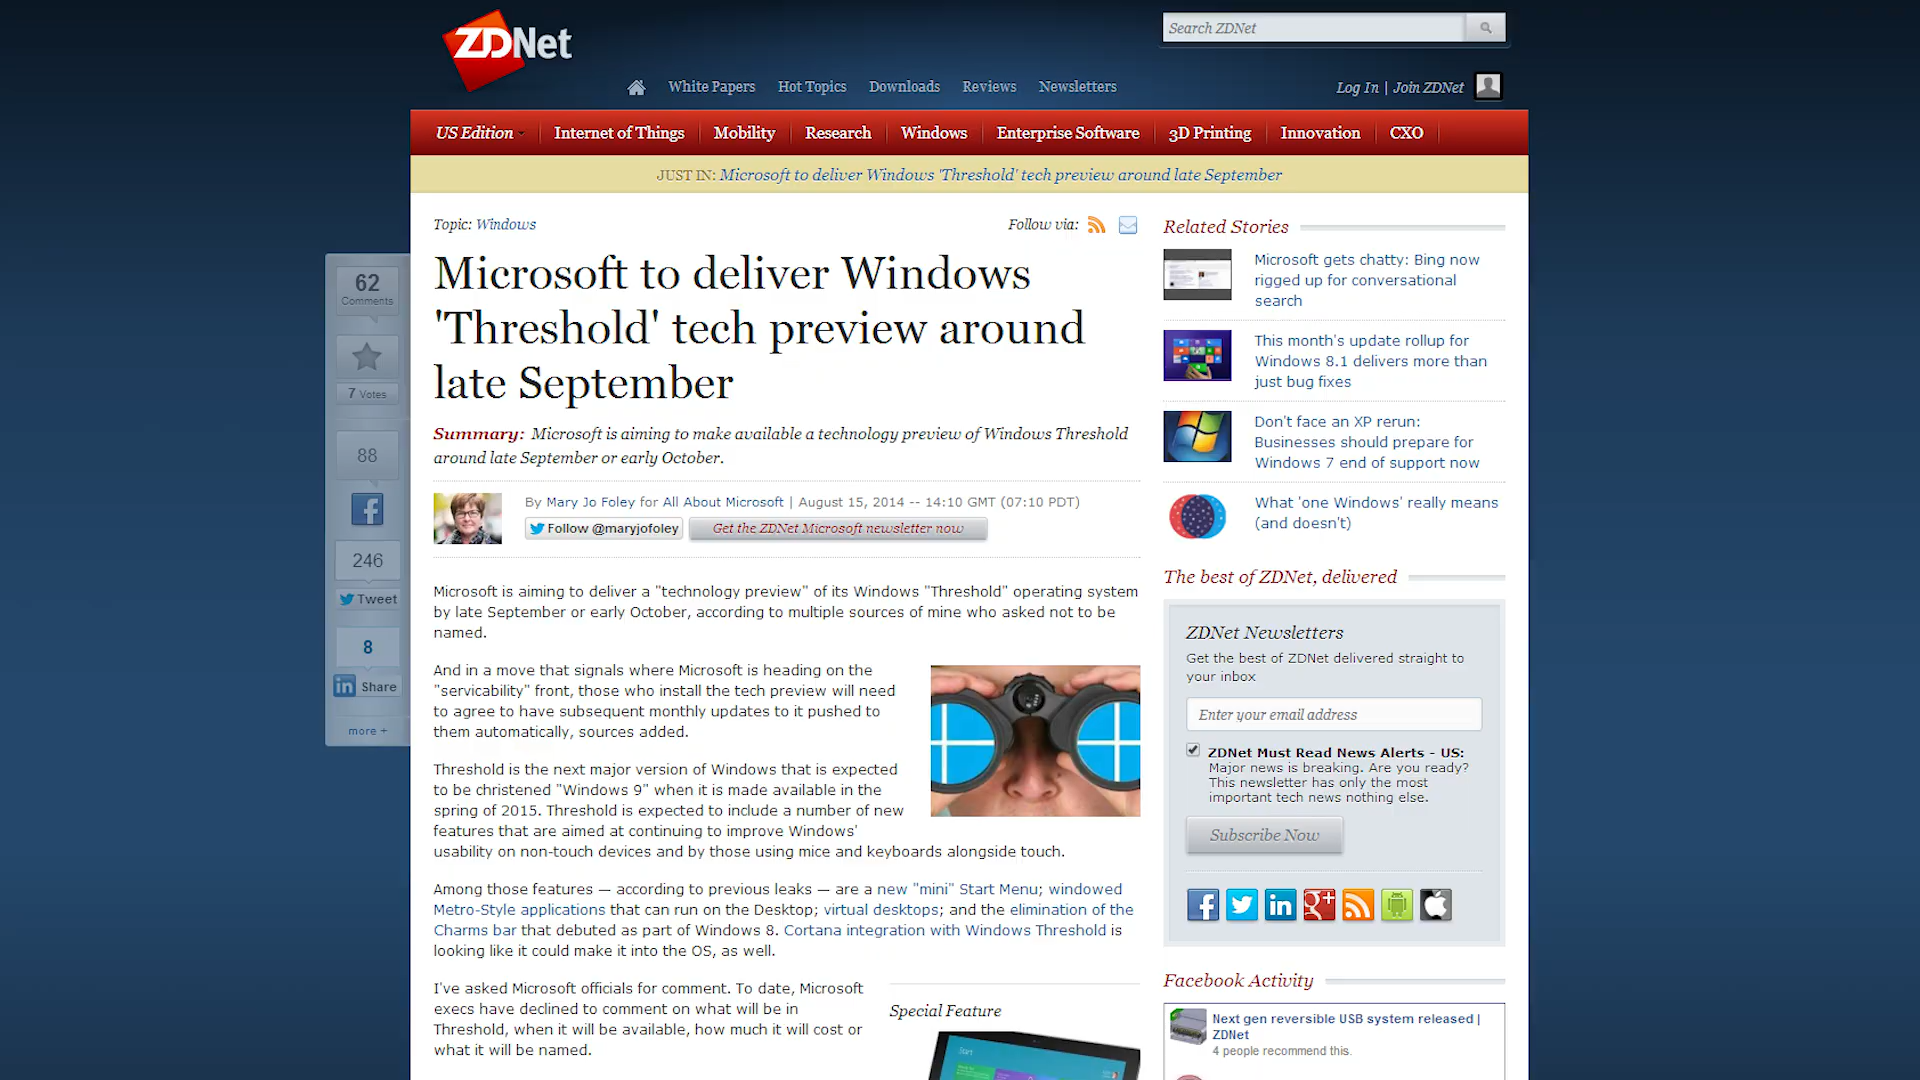 ZDNet
Search ZDNet
White Papers Hot Topics Downloads Reviews Newsletters
Log In | Join ZDNet
US Edition Internet of Things Mobility Research Windows Enterprise Software 3D Printing Innovation CXO
JUST IN: Microsoft to deliver Windows 'Threshold' tech preview around late September
62
Comments
7 Votes
88
246
Tweet
8
in Share
more +
Topic: Windows
Follow via:
Microsoft to deliver Windows
'Threshold' tech preview around
late September
Summary: Microsoft is aiming to make available a technology preview of Windows Threshold
around late September or early October.
By Mary Jo Foley for All About Microsoft | August 15, 2014 -- 14:10 GMT (07:10 PDT)
Follow @maryjofoley Get the ZDNet Microsoft newsletter now
Microsoft is aiming to deliver a "technology preview" of its Windows "Threshold" operating system
by late September or early October, according to multiple sources of mine who asked not to be
named.
And in a move that signals where Microsoft is heading on the
"servicability" front, those who install the tech preview will need
to agree to have subsequent monthly updates to it pushed to
them automatically, sources added.
Threshold is the next major version of Windows that is expected
to be christened "Windows 9" when it is made available in the
spring of 2015. Threshold is expected to include a number of new
features that are aimed at continuing to improve Windows'
usability on non-touch devices and by those using mice and keyboards alongside touch.
Among those features — according to previous leaks — are a new "mini" Start Menu; windowed
Metro-Style applications that can run on the Desktop; virtual desktops; and the elimination of the
Charms bar that debuted as part of Windows 8. Cortana integration with Windows Threshold is
looking like it could make it into the OS, as well.
I've asked Microsoft officials for comment. To date, Microsoft
execs have declined to comment on what will be in
Threshold, when it will be available, how much it will cost or
what it will be named.
Special Feature
Start
Related Stories
Microsoft gets chatty: Bing now
rigged up for conversational
search
This month's update rollup for
Windows 8.1 delivers more than
just bug fixes
Don't face an XP rerun:
Businesses should prepare for
Windows 7 end of support now
What 'one Windows' really means
(and doesn't)
The best of ZDNet, delivered
ZDNet Newsletters
Get the best of ZDNet delivered straight to
your inbox
Enter your email address
ZDNet Must Read News Alerts - US:
Major news is breaking. Are you ready?
This newsletter has only the most
important tech news nothing else.
Subscribe Now
Facebook Activity
Next gen reversible USB system released |
ZDNet
4 people recommend this.